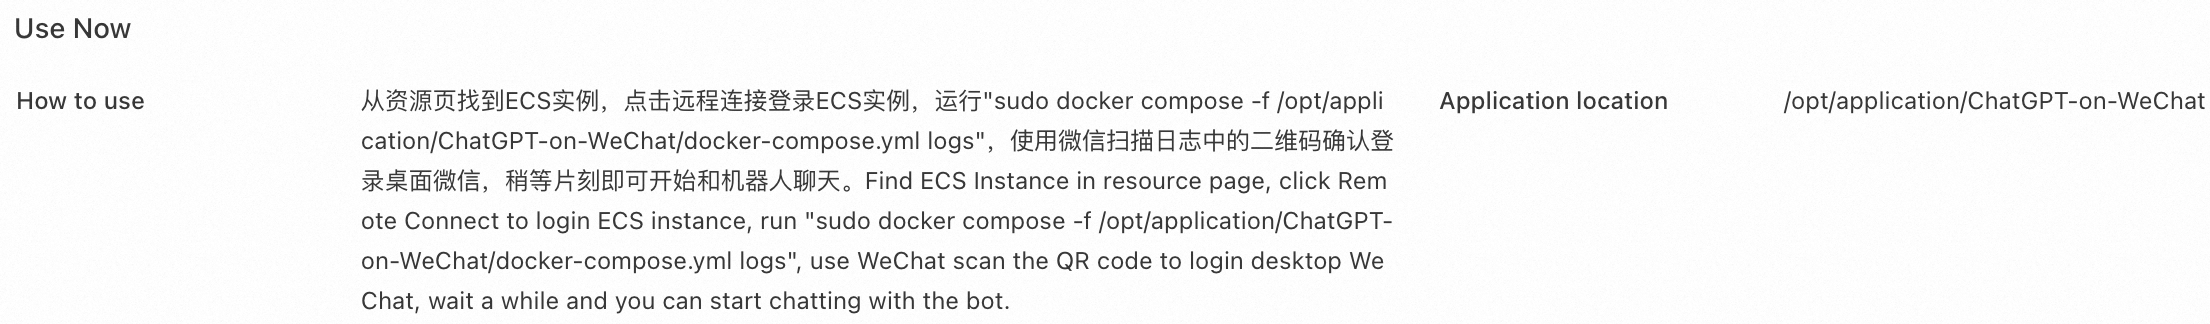 Use Now
How to use
从资源页找到ECS实例，点击远程连接登录ECS实例，运行"sudo docker compose -f /opt/appli
cation/ChatGPT-on-WeChat/docker-compose.yml logs"，使用微信扫描日志中的二维码确认登
录桌面微信，稍等片刻即可开始和机器人聊天。Find ECS Instance in resource page, click Rem
ote Connect to login ECS instance, run "sudo docker compose -f /opt/application/ChatGPT-
on-WeChat/docker-compose.yml logs", use WeChat scan the QR code to login desktop We
Chat, wait a while and you can start chatting with the bot.
Application location
/opt/application/ChatGPT-on-WeChat